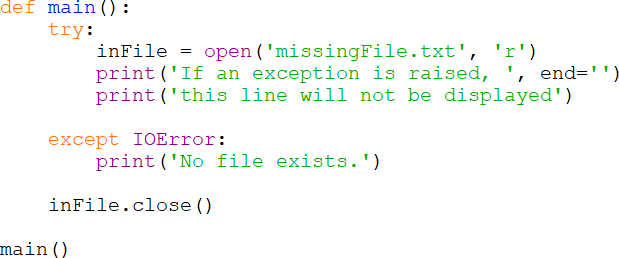 def main():
    try:
        inFile = open('missingFile.txt', 'r')
        print('If an exception is raised, ', end='')
        print('this line will not be displayed')

    except IOError:
        print('No file exists.')

    inFile.close()

main()